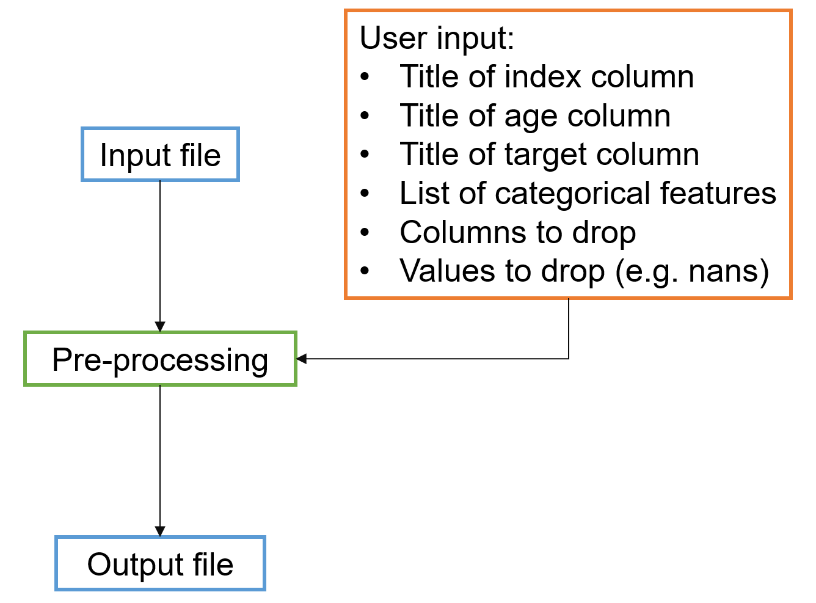 User input:
• Title of index column
• Title of age column
• Title of target column
• List of categorical features
• Columns to drop
• Values to drop (e.g. nans)
Input file
Pre-processing
Output file